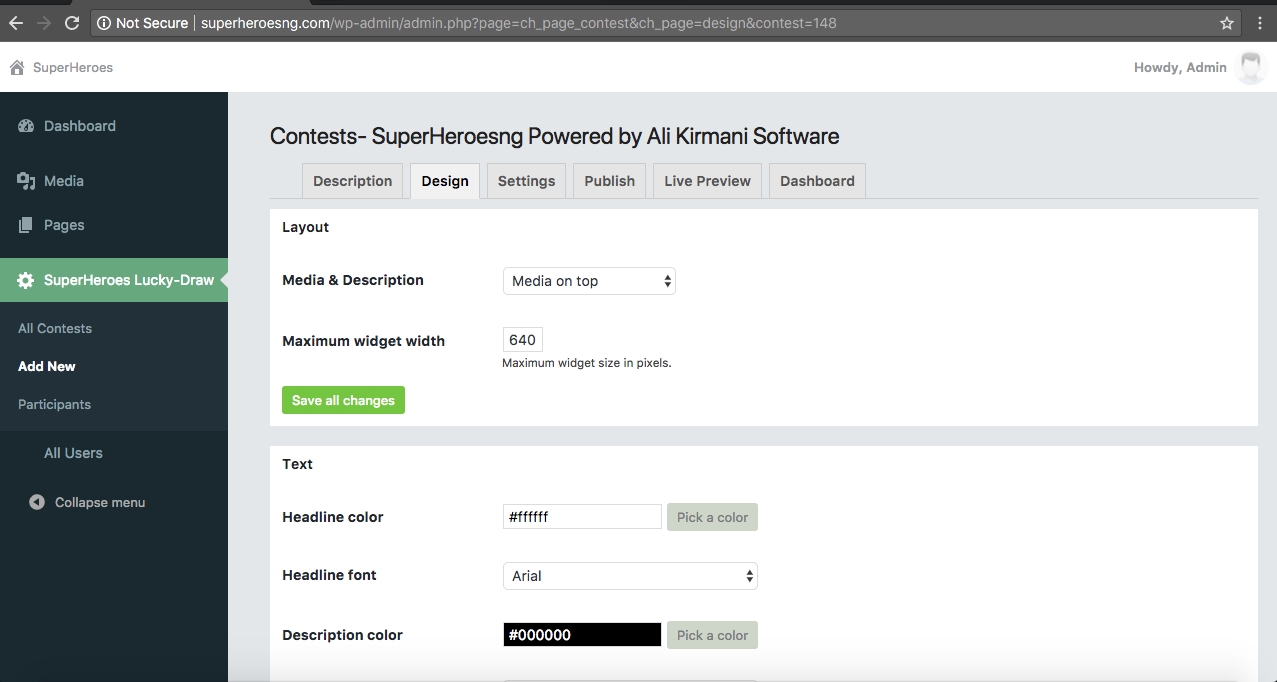 Not Secure | superheroesng.com/wp-admin/admin.php?page=ch_page_contest&ch_page=design&contest=148
SuperHeroes
Howdy, Admin
Dashboard
Media
Pages
SuperHeroes Lucky-Draw
All Contests
Add New
Participants
All Users
Collapse menu
Contests- SuperHeroesng Powered by Ali Kirmani Software
Description Design Settings Publish Live Preview Dashboard
Layout
Media & Description Media on top
Maximum widget width 640
Maximum widget size in pixels.
Save all changes
Text
Headline color #ffffff Pick a color
Headline font Arial
Description color #000000 Pick a color